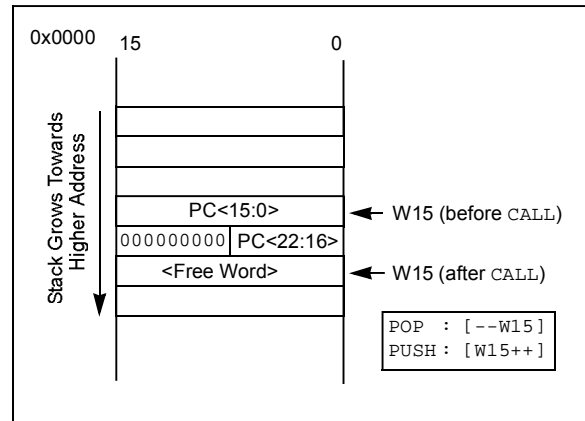 0x0000
15 0
Stack Grows Towards
Higher Address
PC<15:0>
W15 (before CALL)
000000000 PC<22:16>
<Free Word>
W15 (after CALL)
POP : [--W15]
PUSH : [W15++]